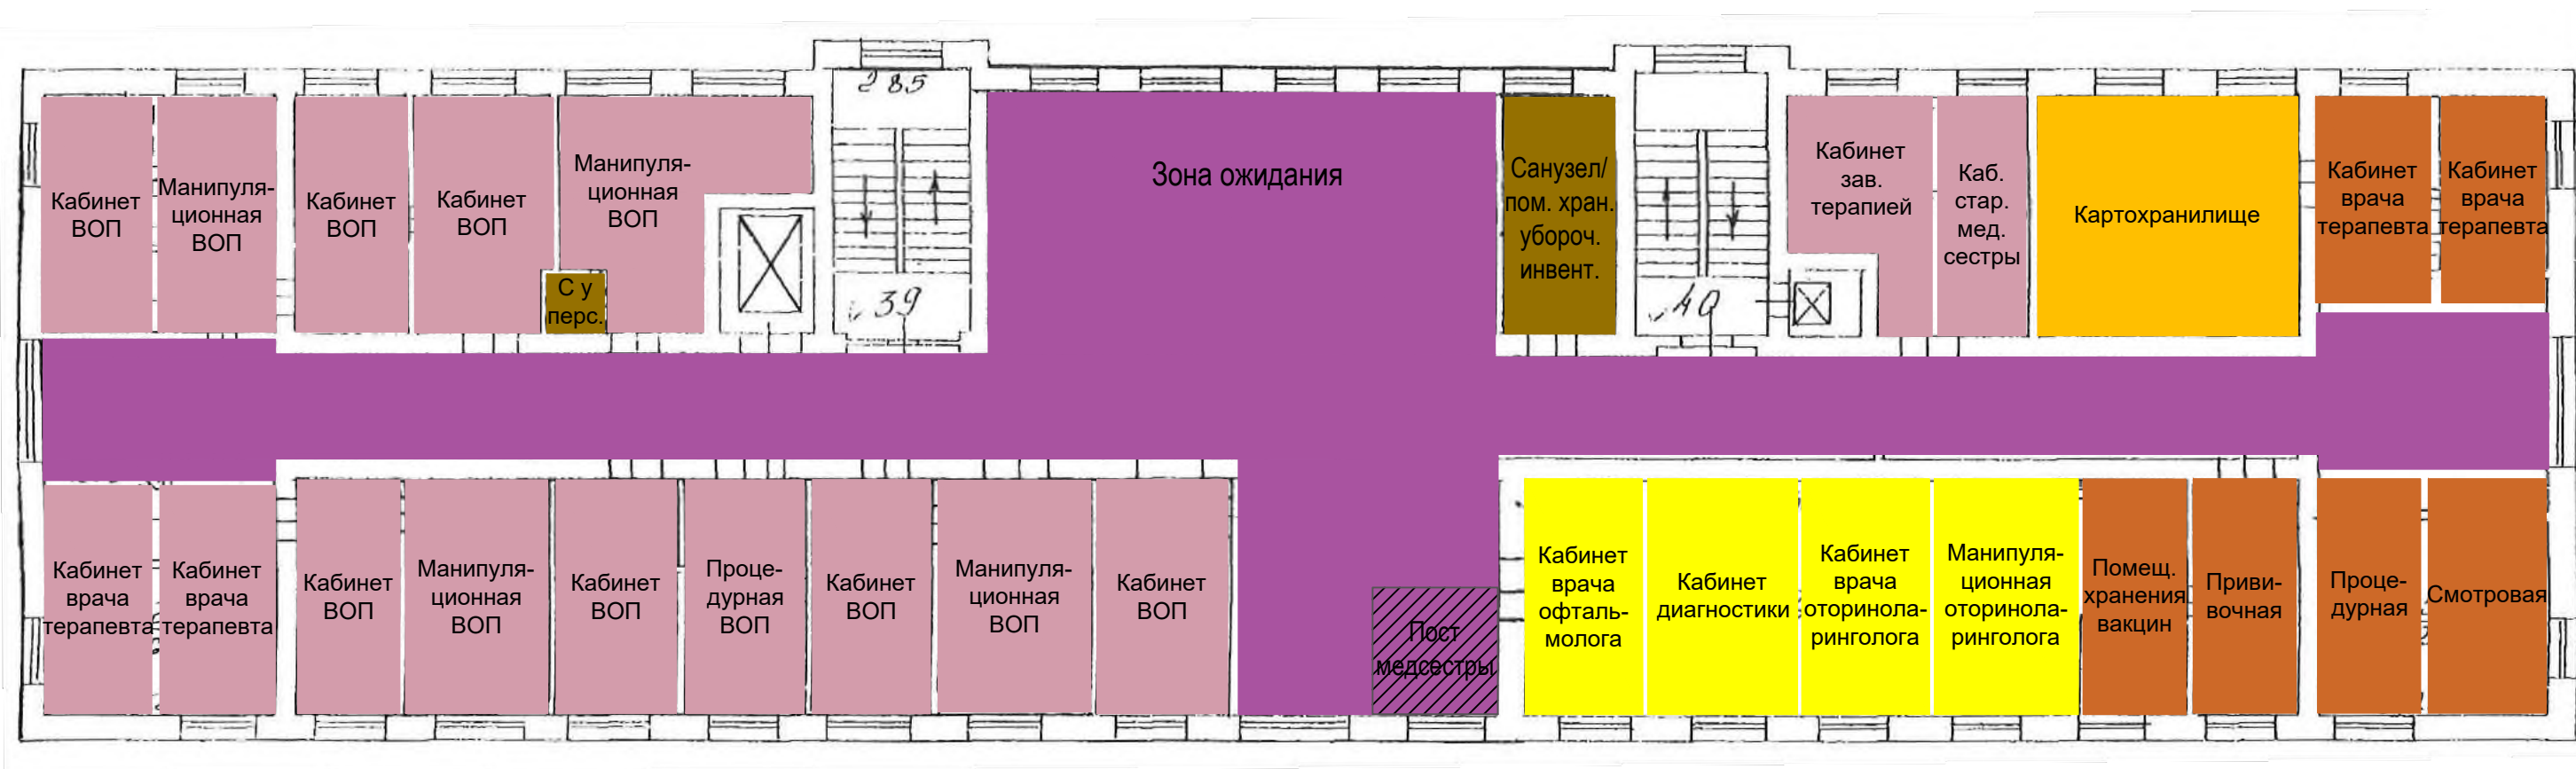 285
Кабинет
ВОП
Манипуля-
ционная
ВОП
Кабинет
ВОП
Кабинет
ВОП
Манипуля-
ционная
ВОП
С у
перс.
39
Зона ожидания
Санузел/
пом. хран.
убороч.
инвент.
40
Кабинет
зав.
терапией
Каб.
стар.
мед.
сестры
Картохранилище
Кабинет
врача
терапевта
Кабинет
врача
терапевта
Кабинет
врача
терапевта
Кабинет
врача
терапевта
Кабинет
ВОП
Манипуля-
ционная
ВОП
Кабинет
ВОП
Проце-
дурная
ВОП
Кабинет
ВОП
Манипуля-
ционная
ВОП
Кабинет
ВОП
Пост
медсестры
Кабинет
врача
офталь-
молога
Кабинет
диагностики
Кабинет
врача
оторинола-
ринголога
Манипуля-
ционная
оторинола-
ринголога
Помещ.
хранения
вакцин
Приви-
вочная
Проце-
дурная
Смотровая